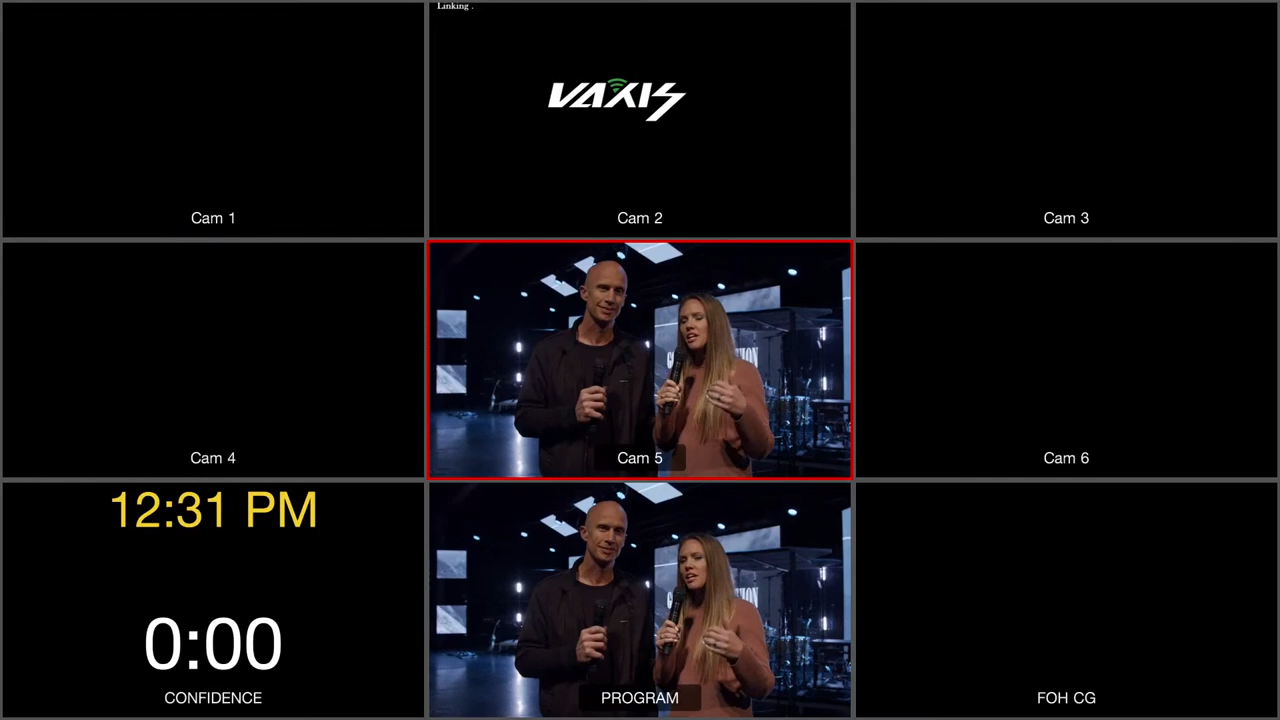 Linking .
VAXIS
Cam 1
Cam 2
Cam 3
Cam 4
Cam 5
Cam 6
12:31 PM
0:00
CONFIDENCE
PROGRAM
FOH CG